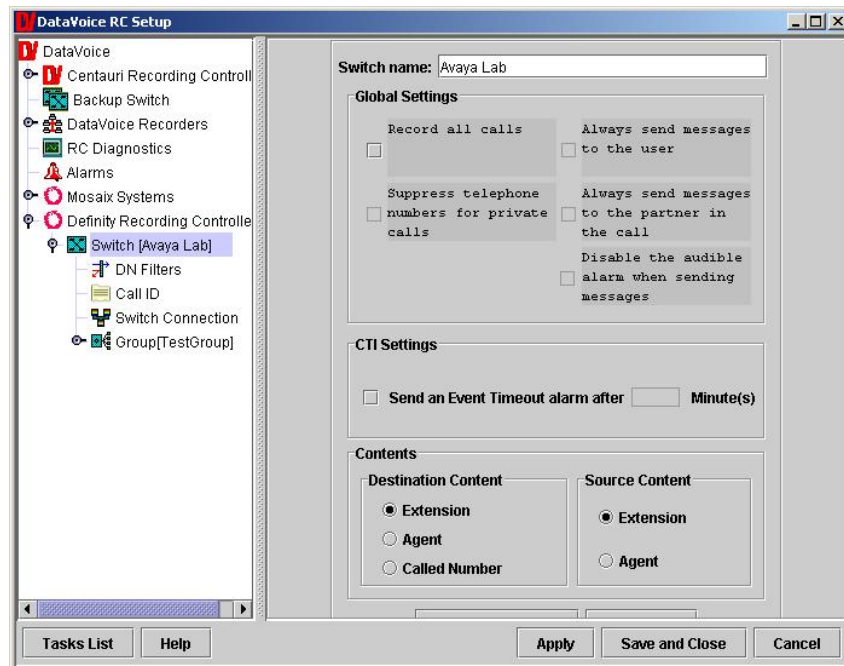 DataVoice RC Setup
DataVoice
Centauri Recording Controll
Backup Switch
DataVoice Recorders
RC Diagnostics
Alarms
Mosaix Systems
Definity Recording Controlle
Switch [Avaya Lab]
DN Filters
Call ID
Switch Connection
Group[TestGroup]
Switch name: Avaya Lab
Global Settings
Record all calls
Always send messages
to the user
Suppress telephone
numbers for private
calls
Always send messages
to the partner in
the call
Disable the audible
alarm when sending
messages
CTI Settings
Send an Event Timeout alarm after Minute(s)
Contents
Destination Content
Extension
Agent
Called Number
Source Content
Extension
Agent
Tasks List
Help
Apply
Save and Close
Cancel